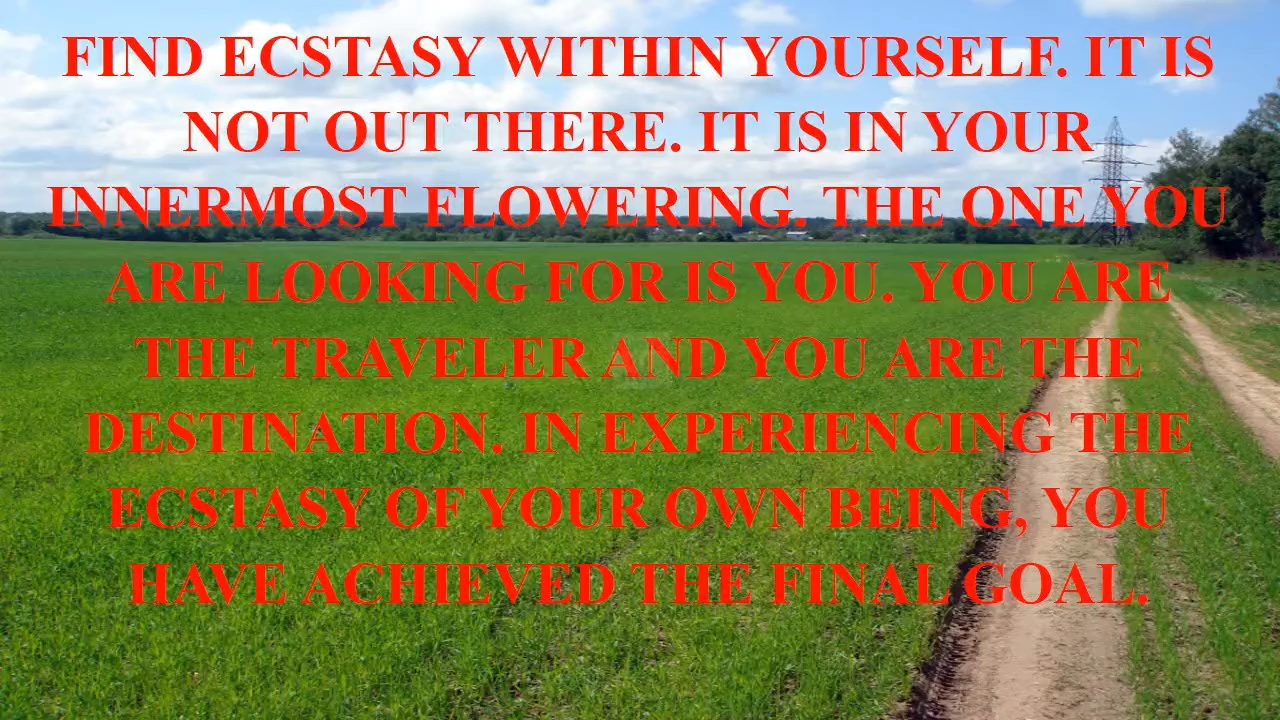 FIND ECSTASY WITHIN YOURSELF. IT IS
NOT OUT THERE. IT IS IN YOUR
INNERMOST FLOWERING. THE ONE YOU
ARE LOOKING FOR IS YOU. YOU ARE
THE TRAVELER AND YOU ARE THE
DESTINATION. IN EXPERIENCING THE
ECSTASY OF YOUR OWN BEING, YOU
HAVE ACHIEVED THE FINAL GOAL.